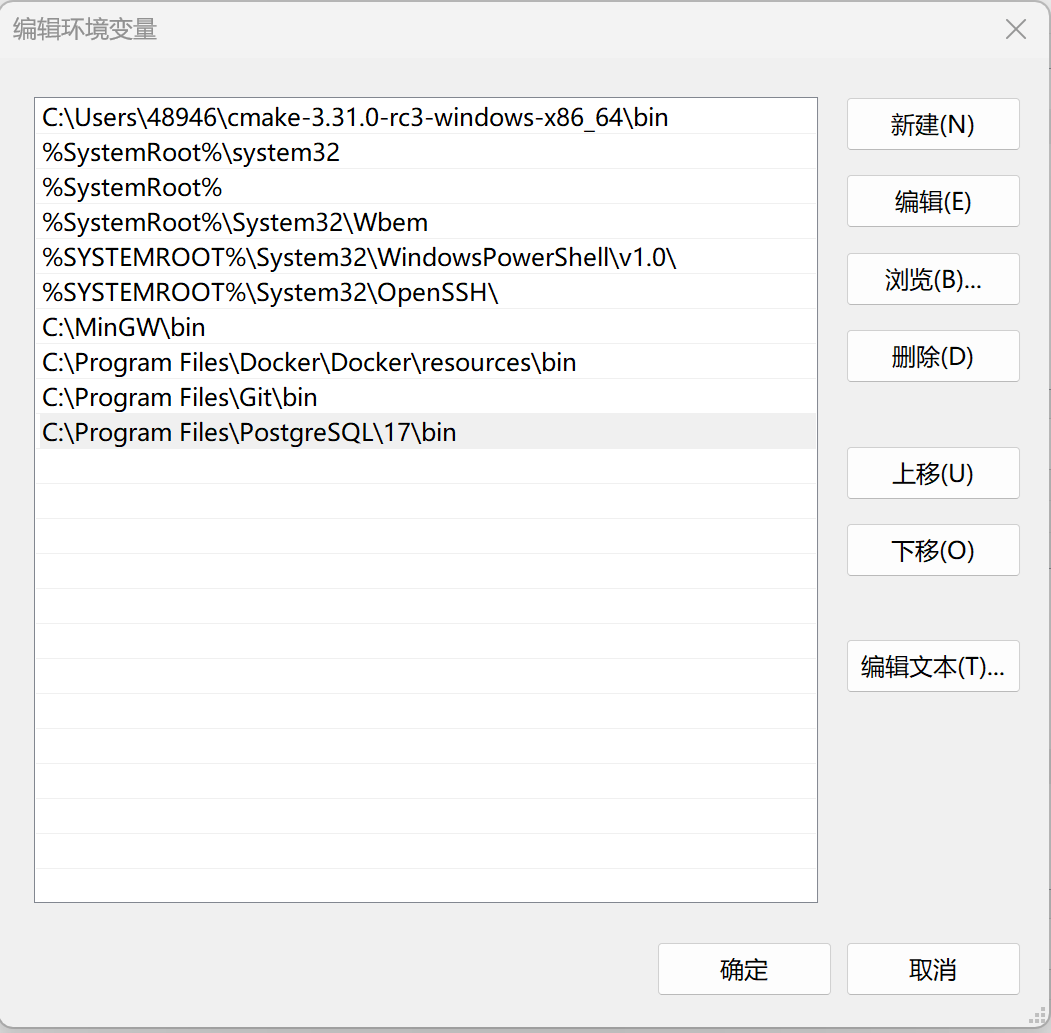 编辑环境变量
C:\Users\48946\cmake-3.31.0-rc3-windows-x86_64\bin
%SystemRoot%\system32
%SystemRoot%
%SystemRoot%\System32\Wbem
%SYSTEMROOT%\System32\WindowsPowerShell\v1.0\
%SYSTEMROOT%\System32\OpenSSH\
C:\MinGW\bin
C:\Program Files\Docker\Docker\resources\bin
C:\Program Files\Git\bin
C:\Program Files\PostgreSQL\17\bin
新建(N)
编辑(E)
浏览(B)...
删除(D)
上移(U)
下移(O)
编辑文本(T)...
确定
取消